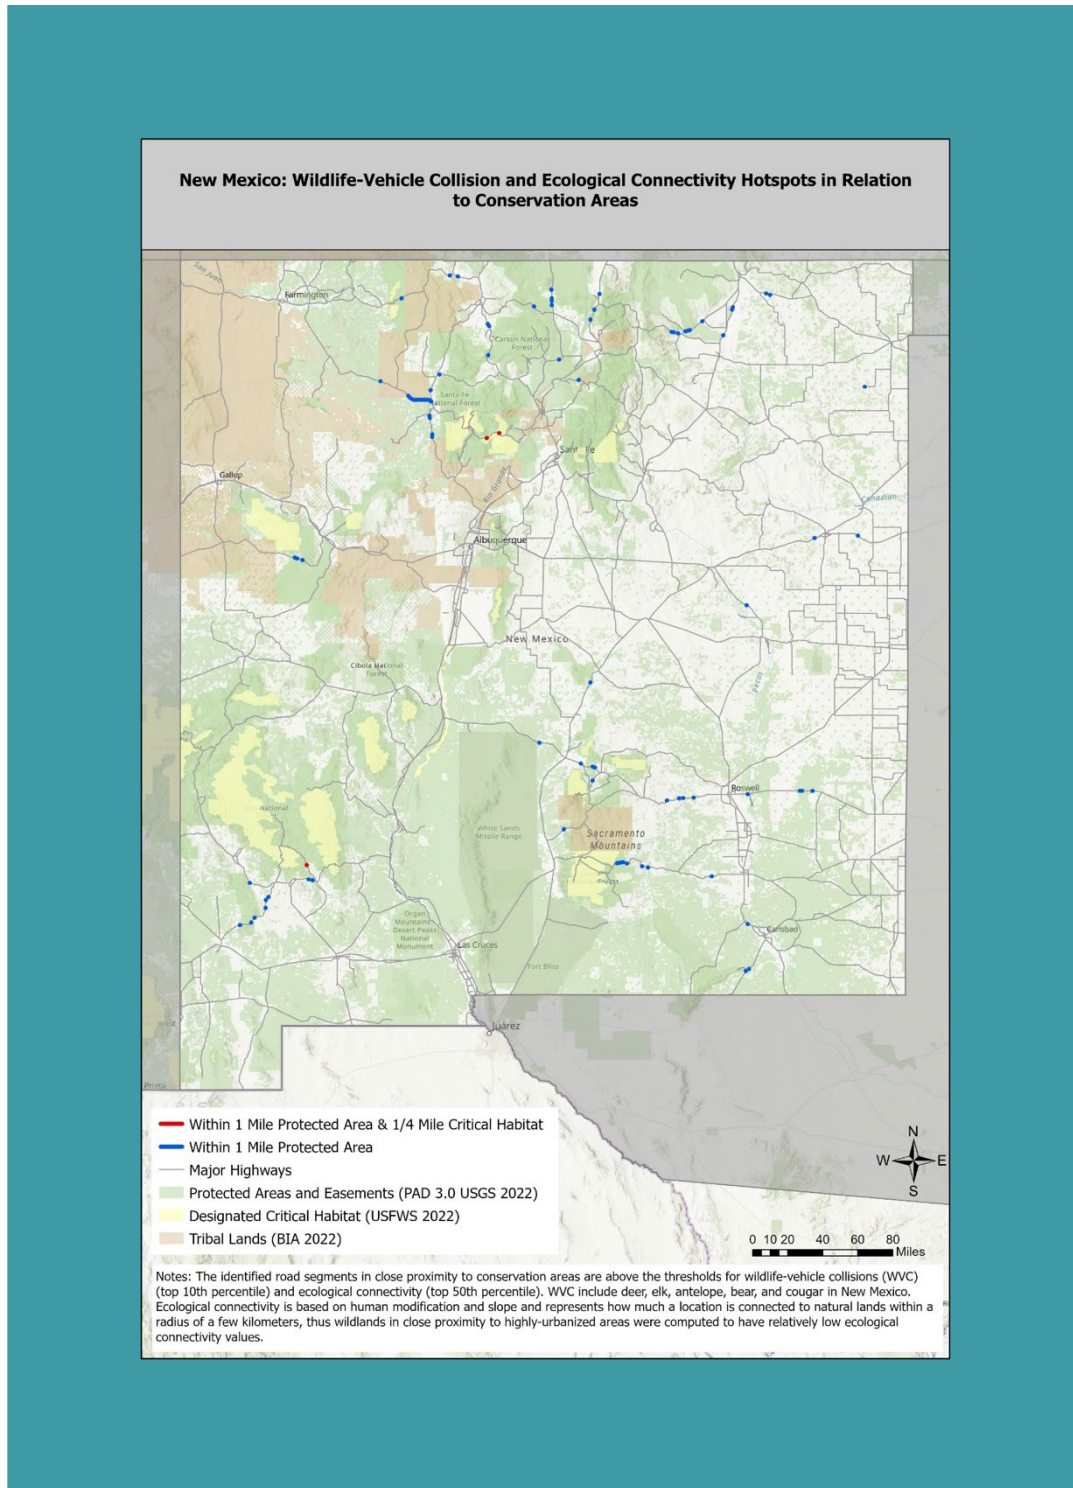 New Mexico: Wildlife-Vehicle Collision and Ecological Connectivity Hotspots in Relation
to Conservation Areas
San Juan
Farmington
Carson National
Forest
Santa Fe
National Forest
Santa Fe
Gallup
Rio Grande
Canadian
Albuquerque
New Mexico
Cibola National
Forest
Pecos
National
Roswell
White Sands
Missile Range
Sacramento
Mountains
Forest
Organ
Mountains-
Desert Peaks
National
Monument
Las Cruces
Carlsbad
Fort Bliss
Juárez
Prieta
Within 1 Mile Protected Area & 1/4 Mile Critical Habitat
Within 1 Mile Protected Area
Major Highways
Protected Areas and Easements (PAD 3.0 USGS 2022)
Designated Critical Habitat (USFWS 2022)
Tribal Lands (BIA 2022)
N
W E
S
0 10 20 40 60 80
Miles
Notes: The identified road segments in close proximity to conservation areas are above the thresholds for wildlife-vehicle collisions (WVC)
(top 10th percentile) and ecological connectivity (top 50th percentile). WVC include deer, elk, antelope, bear, and cougar in New Mexico.
Ecological connectivity is based on human modification and slope and represents how much a location is connected to natural lands within a
radius of a few kilometers, thus wildlands in close proximity to highly-urbanized areas were computed to have relatively low ecological
connectivity values.